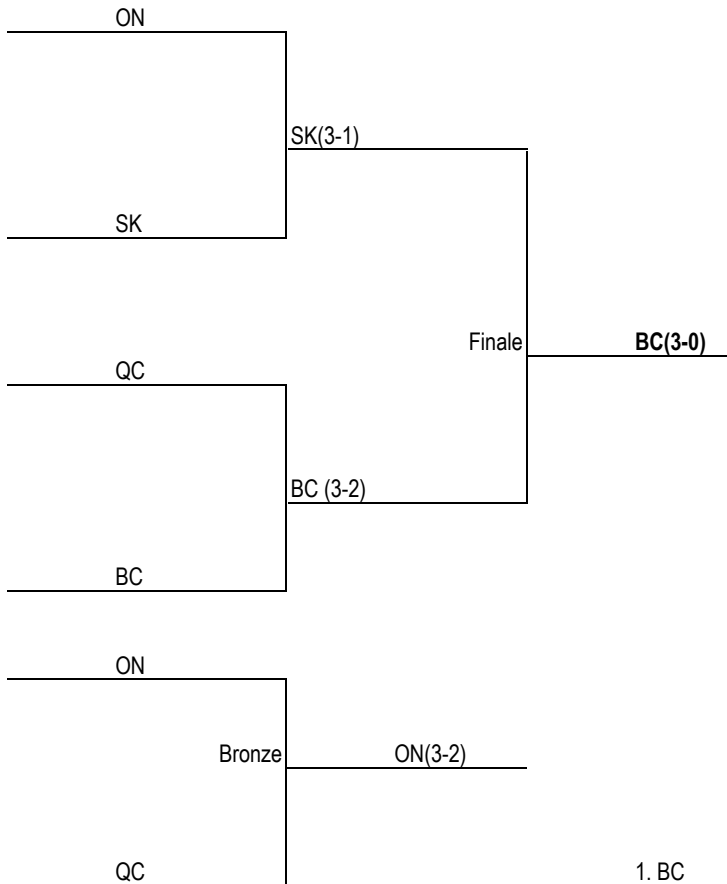 ON
SK(3-1)
SK
Finale
BC(3-0)
QC
BC (3-2)
BC
ON
Bronze
ON(3-2)
QC
1. BC